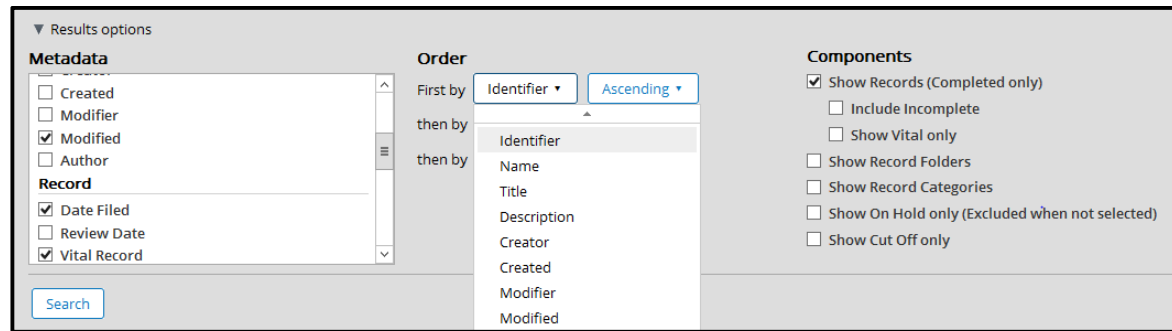 Results options
Metadata
Creator
Created
Modifier
Modified
Author
Record
Date Filed
Review Date
Vital Record
Order
First by Identifier Ascending
then by
then by
Identifier
Name
Title
Description
Creator
Created
Modifier
Modified
Components
Show Records (Completed only)
Include Incomplete
Show Vital only
Show Record Folders
Show Record Categories
Show On Hold only (Excluded when not selected)
Show Cut Off only
Search